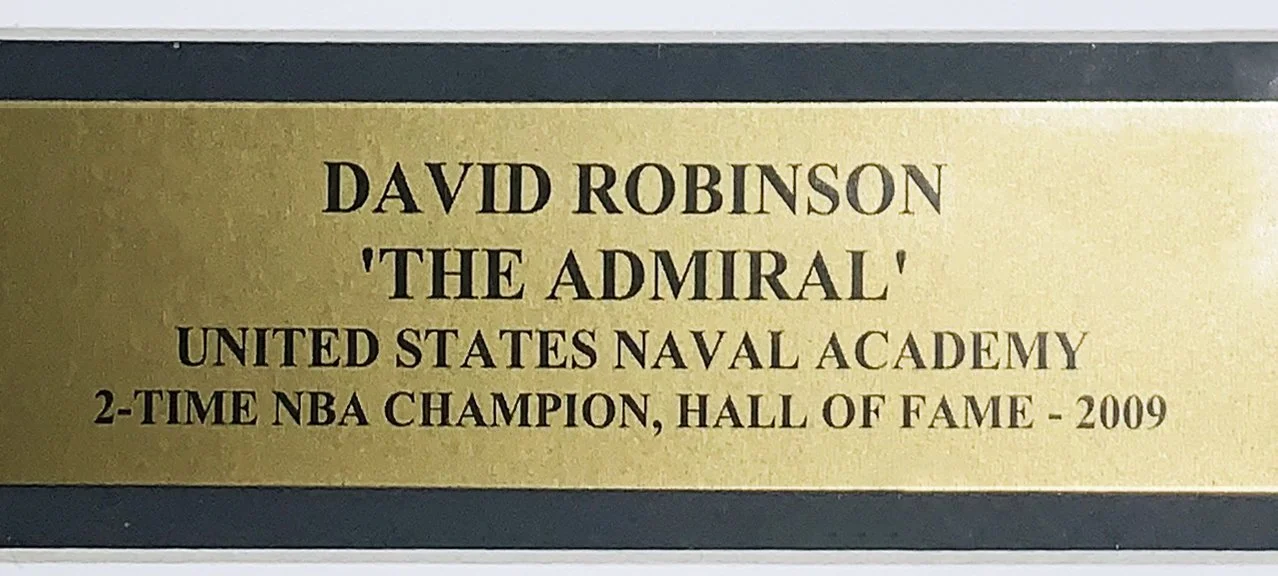 DAVID ROBINSON
'THE ADMIRAL'
UNITED STATES NAVAL ACADEMY
2-TIME NBA CHAMPION, HALL OF FAME - 2009